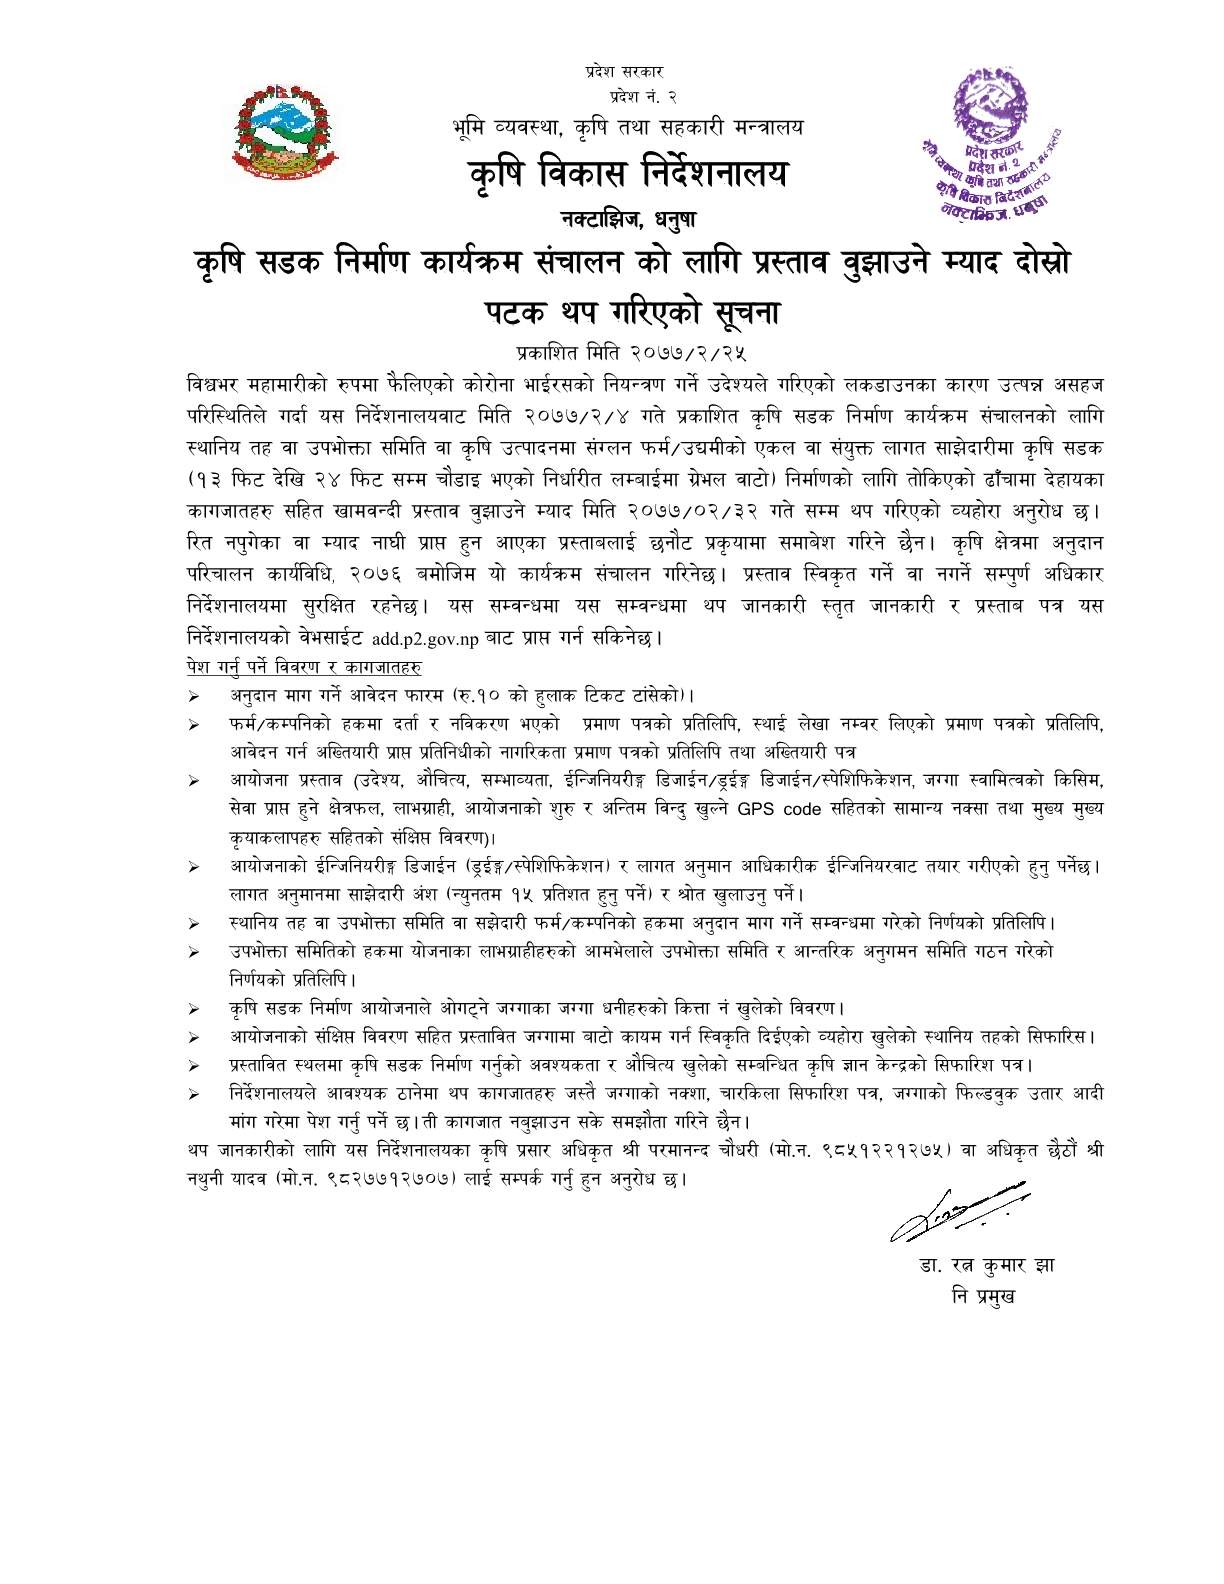 प्रदेश सरकार
प्रदेश नं. २
भूमि व्यवस्था, कृषि तथा सहकारी मन्त्रालय
कृषि विकास निर्देशनालय
नक्टाझिज, धनुषा
प्रदेश सरकार
प्रदेश नं. २
भूमि व्यवस्था, कृषि तथा सहकारी मन्त्रालय
कृषि विकास निर्देशनालय
नक्टाझिज, धनुषा
कृषि सडक निर्माण कार्यक्रम संचालन को लागि प्रस्ताव वुझाउने म्याद दोस्रो
पटक थप गरिएको सूचना
प्रकाशित मिति २०७७/२/२५
विश्वभर महामारीको रुपमा फैलिएको कोरोना भाईरसको नियन्त्रण गर्ने उदेश्यले गरिएको लकडाउनका कारण उत्पन्न असहज
परिस्थितिले गर्दा यस निर्देशनालयवाट मिति २०७७/२/४ गते प्रकाशित कृषि सडक निर्माण कार्यक्रम संचालनको लागि
स्थानिय तह वा उपभोक्ता समिति वा कृषि उत्पादनमा संग्लन फर्म/उद्यमीको एकल वा संयुक्त लागत साझेदारीमा कृषि सडक
(१३ फिट देखि २४ फिट सम्म चौडाइ भएको निर्धारीत लम्बाईमा ग्रेभल वाटो) निर्माणको लागि तोकिएको ढाँचामा देहायका
कागजातहरु सहित खामवन्दी प्रस्ताव वुझाउने म्याद मिति २०७७/०२/३२ गते सम्म थप गरिएको व्यहोरा अनुरोध छ।
रित नपुगेका वा म्याद नाघी प्राप्त हुन आएका प्रस्ताबलाई छनौट प्रकृयामा समाबेश गरिने छैन। कृषि क्षेत्रमा अनुदान
परिचालन कार्यविधि, २०७६ बमोजिम यो कार्यक्रम संचालन गरिनेछ। प्रस्ताव स्विकृत गर्ने वा नगर्ने सम्पुर्ण अधिकार
निर्देशनालयमा सुरक्षित रहनेछ। यस सम्वन्धमा यस सम्वन्धमा थप जानकारी स्तृत जानकारी र प्रस्ताब पत्र यस
निर्देशनालयको वेभसाईट add.p2.gov.np बाट प्राप्त गर्न सकिनेछ।
पेश गर्नु पर्ने विवरण र कागजातहरु
➢ अनुदान माग गर्ने आवेदन फारम (रु.१० को हुलाक टिकट टांसेको)।
➢ फर्म/कम्पनिको हकमा दर्ता र नविकरण भएको प्रमाण पत्रको प्रतिलिपि, स्थाई लेखा नम्वर लिएको प्रमाण पत्रको प्रतिलिपि,
आवेदन गर्न अख्तियारी प्राप्त प्रतिनिधीको नागरिकता प्रमाण पत्रको प्रतिलिपि तथा अख्तियारी पत्र
➢ आयोजना प्रस्ताव (उदेश्य, औचित्य, सम्भाव्यता, ईन्जिनियरीङ्ग डिजाईन/ड्रईङ्ग डिजाईन/स्पेशिफिकेशन, जग्गा स्वामित्वको किसिम,
सेवा प्राप्त हुने क्षेत्रफल, लाभग्राही, आयोजनाको शुरु र अन्तिम विन्दु खुल्ने GPS code सहितको सामान्य नक्सा तथा मुख्य मुख्य
कृयाकलापहरु सहितको संक्षिप्त विवरण)।
➢ आयोजनाको ईन्जिनियरीङ्ग डिजाईन (ड्रईङ्ग/स्पेशिफिकेशन) र लागत अनुमान आधिकारीक ईन्जिनियरवाट तयार गरीएको हुनु पर्नेछ।
लागत अनुमानमा साझेदारी अंश (न्युनतम १५ प्रतिशत हुनु पर्ने) र श्रोत खुलाउनु पर्ने।
➢ स्थानिय तह वा उपभोक्ता समिति वा सझेदारी फर्म/कम्पनिको हकमा अनुदान माग गर्ने सम्वन्धमा गरेको निर्णयको प्रतिलिपि।
➢ उपभोक्ता समितिको हकमा योजनाका लाभग्राहीहरुको आमभेलाले उपभोक्ता समिति र आन्तरिक अनुगमन समिति गठन गरेको
निर्णयको प्रतिलिपि।
➢ कृषि सडक निर्माण आयोजनाले ओगट्ने जग्गाका जग्गा धनीहरुको कित्ता नं खुलेको विवरण।
➢ आयोजनाको संक्षिप्त विवरण सहित प्रस्तावित जग्गामा बाटो कायम गर्न स्विकृति दिईएको व्यहोरा खुलेको स्थानिय तहको सिफारिस।
➢ प्रस्तावित स्थलमा कृषि सडक निर्माण गर्नुको अवश्यकता र औचित्य खुलेको सम्बन्धित कृषि ज्ञान केन्द्रको सिफारिश पत्र।
➢ निर्देशनालयले आवश्यक ठानेमा थप कागजातहरु जस्तै जग्गाको नक्शा, चारकिला सिफारिश पत्र, जग्गाको फिल्डवुक उतार आदी
मांग गरेमा पेश गर्नु पर्ने छ। ती कागजात नबुझाउन सके समझौता गरिने छैन।
थप जानकारीको लागि यस निर्देशनालयका कृषि प्रसार अधिकृत श्री परमानन्द चौधरी (मो.न. ९८५१२२१२७५) वा अधिकृत छैठौं श्री
नथुनी यादव (मो.न. ९८२७७१२७०७) लाई सम्पर्क गर्नु हुन अनुरोध छ।
डा. रत्न कुमार झा
नि प्रमुख